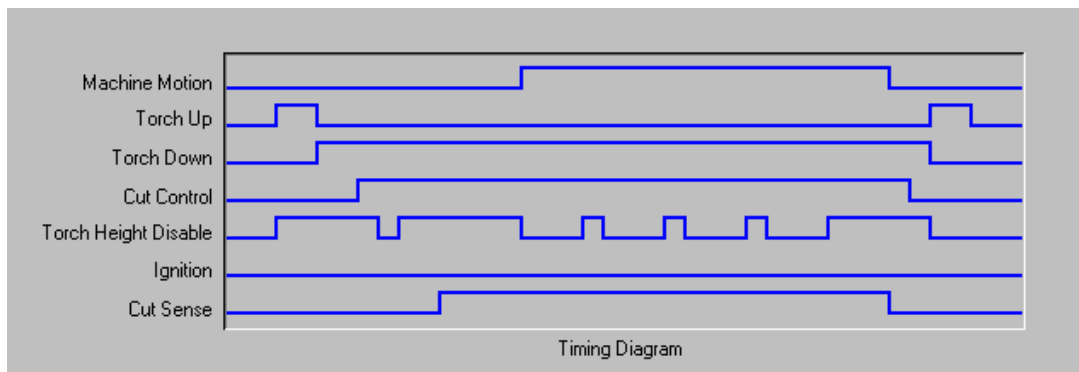 Machine Motion
Torch Up
Torch Down
Cut Control
Torch Height Disable
Ignition
Cut Sense
Timing Diagram